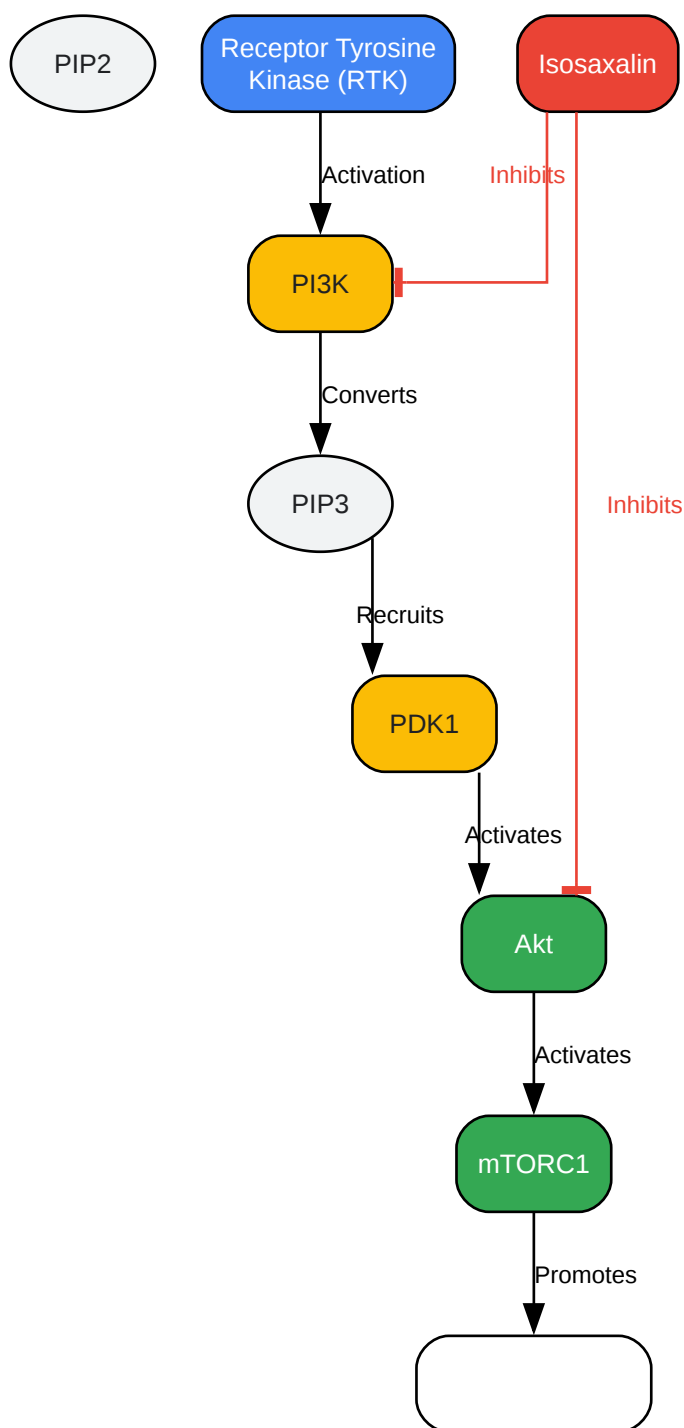 PIP2
Receptor Tyrosine
Kinase (RTK)
Isosaxalin
Activation
Inhibits
PI3K
Converts
PIP3
Inhibits
Recruits
PDK1
Activates
Akt
Activates
mTORC1
Promotes